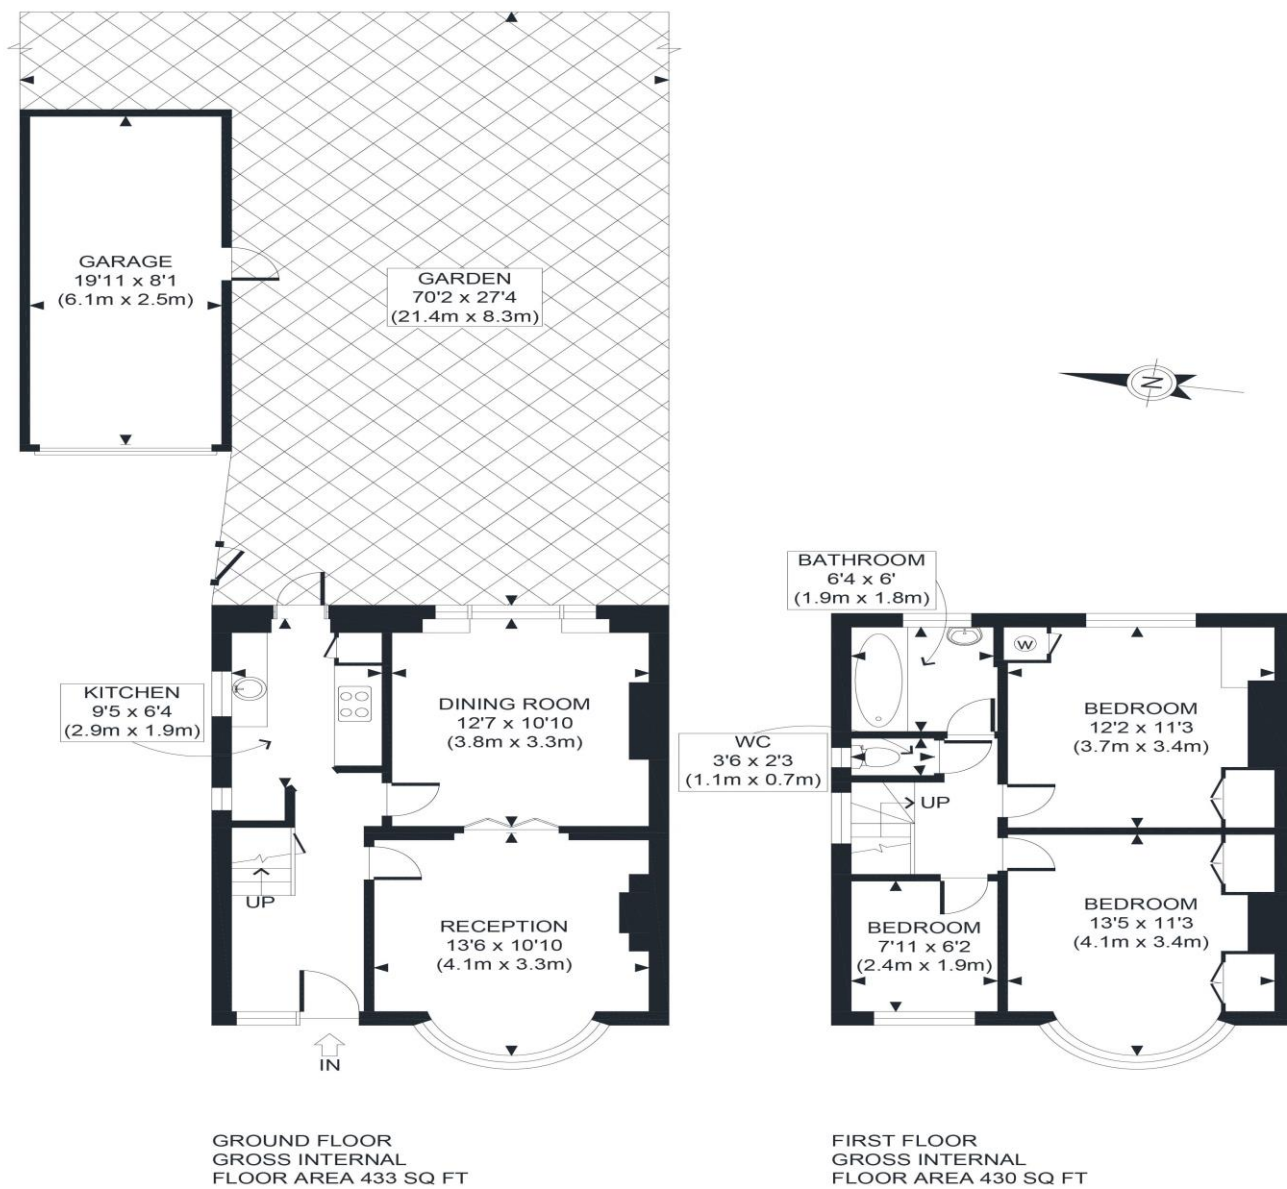 GARAGE
19'11 x 8'1
(6.1m x 2.5m)
GARDEN
70'2 x 27'4
(21.4m x 8.3m)
N
BATHROOM
6'4 x 6'
(1.9m x 1.8m)
KITCHEN
9'5 x 6'4
(2.9m x 1.9m)
DINING ROOM
12'7 x 10'10
(3.8m x 3.3m)
WC
3'6 x 2'3
(1.1m x 0.7m)
W
BEDROOM
12'2 x 11'3
(3.7m x 3.4m)
UP
UP
RECEPTION
13'6 x 10'10
(4.1m x 3.3m)
BEDROOM
7'11 x 6'2
(2.4m x 1.9m)
BEDROOM
13'5 x 11'3
(4.1m x 3.4m)
IN
GROUND FLOOR
GROSS INTERNAL
FLOOR AREA 433 SQ FT
FIRST FLOOR
GROSS INTERNAL
FLOOR AREA 430 SQ FT